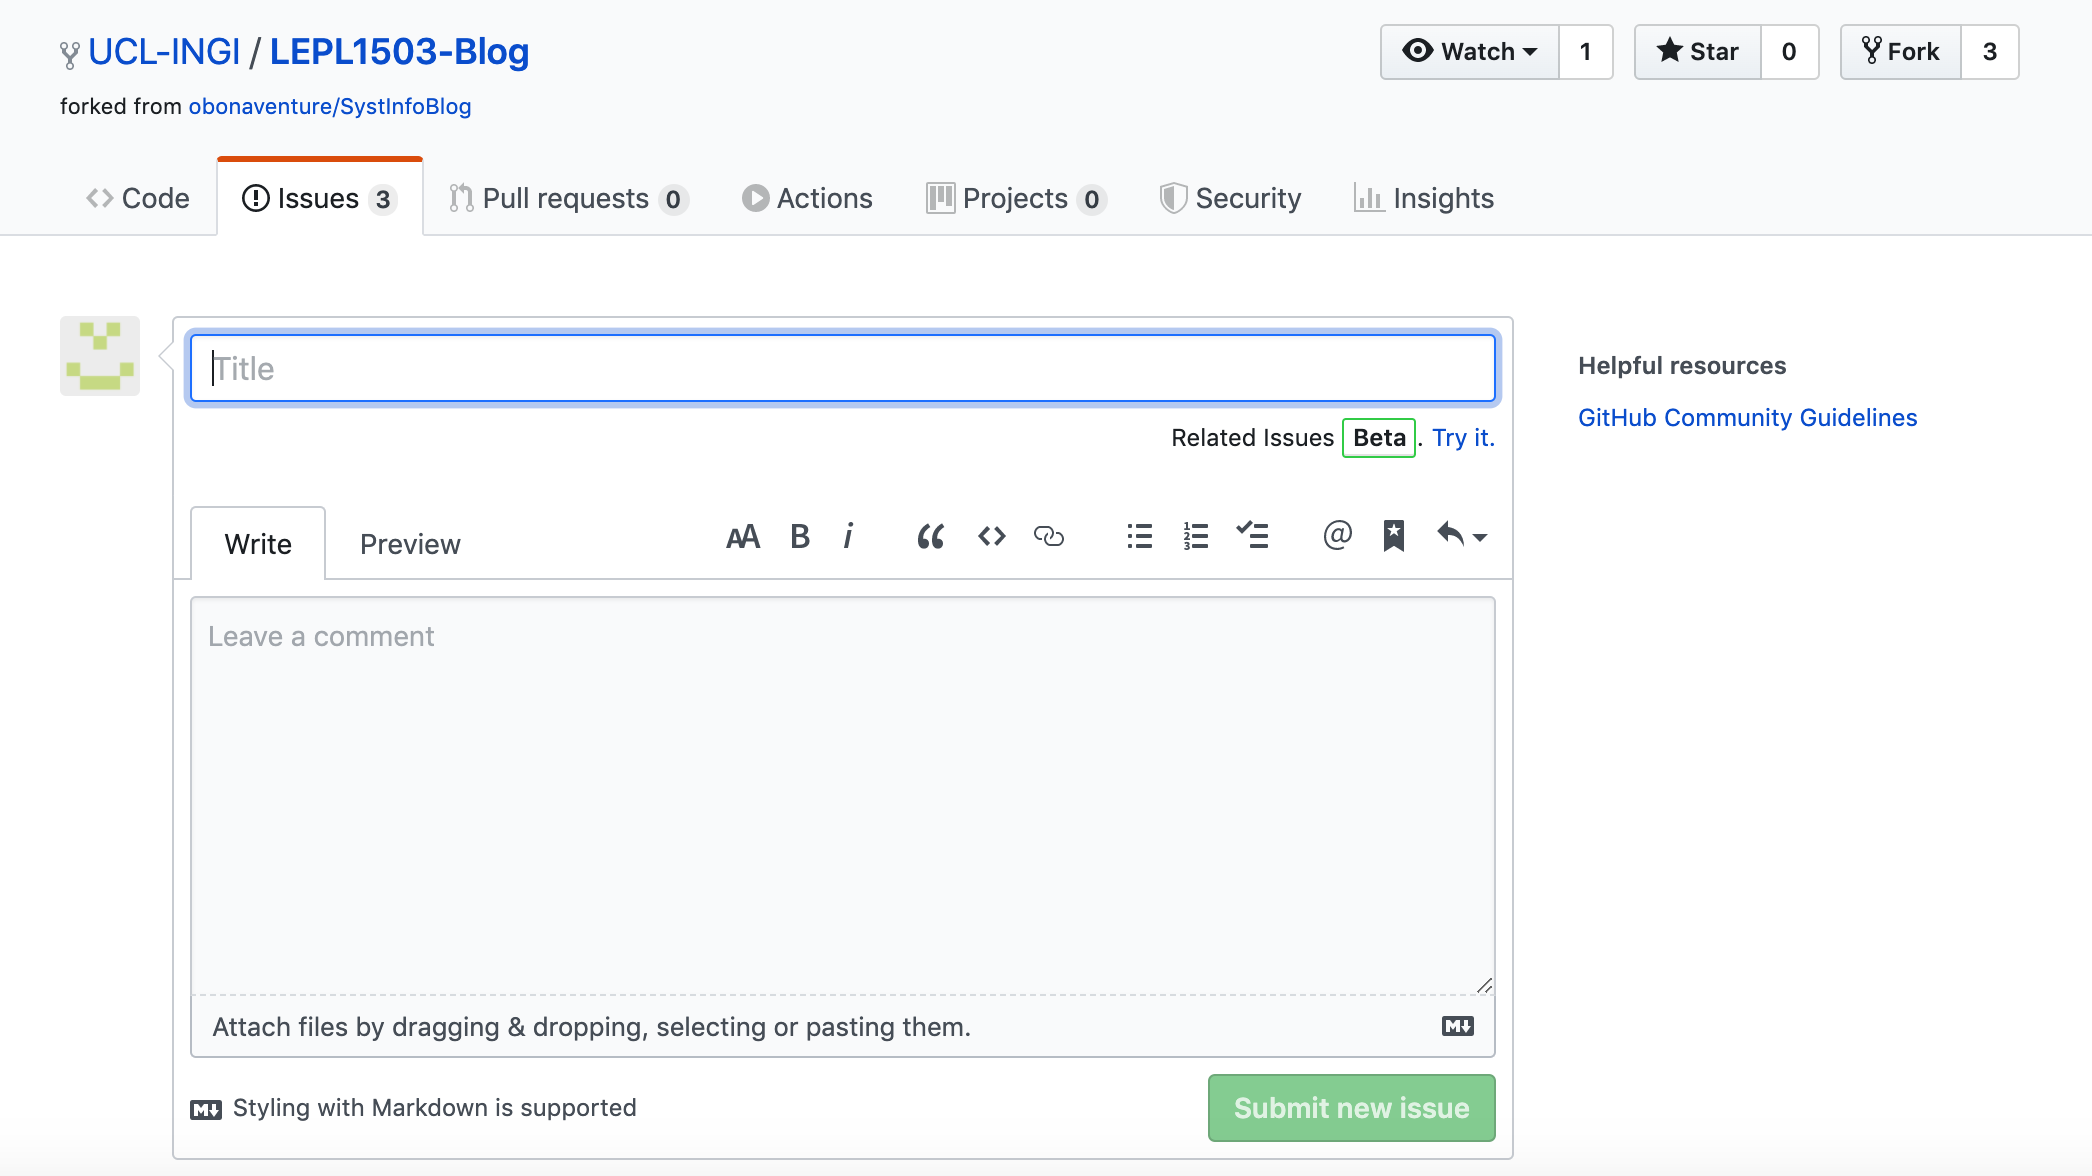 UCL-INGI / LEPL1503-Blog
Watch 1 Star 0 Fork 3
forked from obonaventure/SystInfoBlog
Code Issues 3 Pull requests 0 Actions Projects 0 Security Insights
Title
Helpful resources
GitHub Community Guidelines
Related Issues Beta . Try it.
Write Preview
Leave a comment
Attach files by dragging & dropping, selecting or pasting them.
Styling with Markdown is supported
Submit new issue